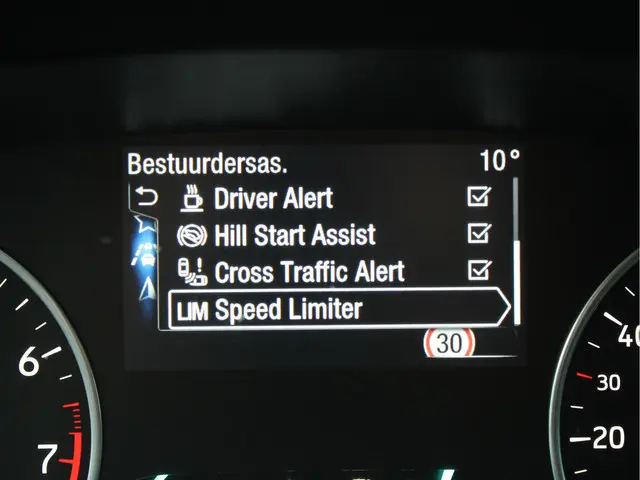 Bestuurdersas. 10°
Driver Alert
Hill Start Assist
Cross Traffic Alert
LIM Speed Limiter
30
6
7
40
30
20